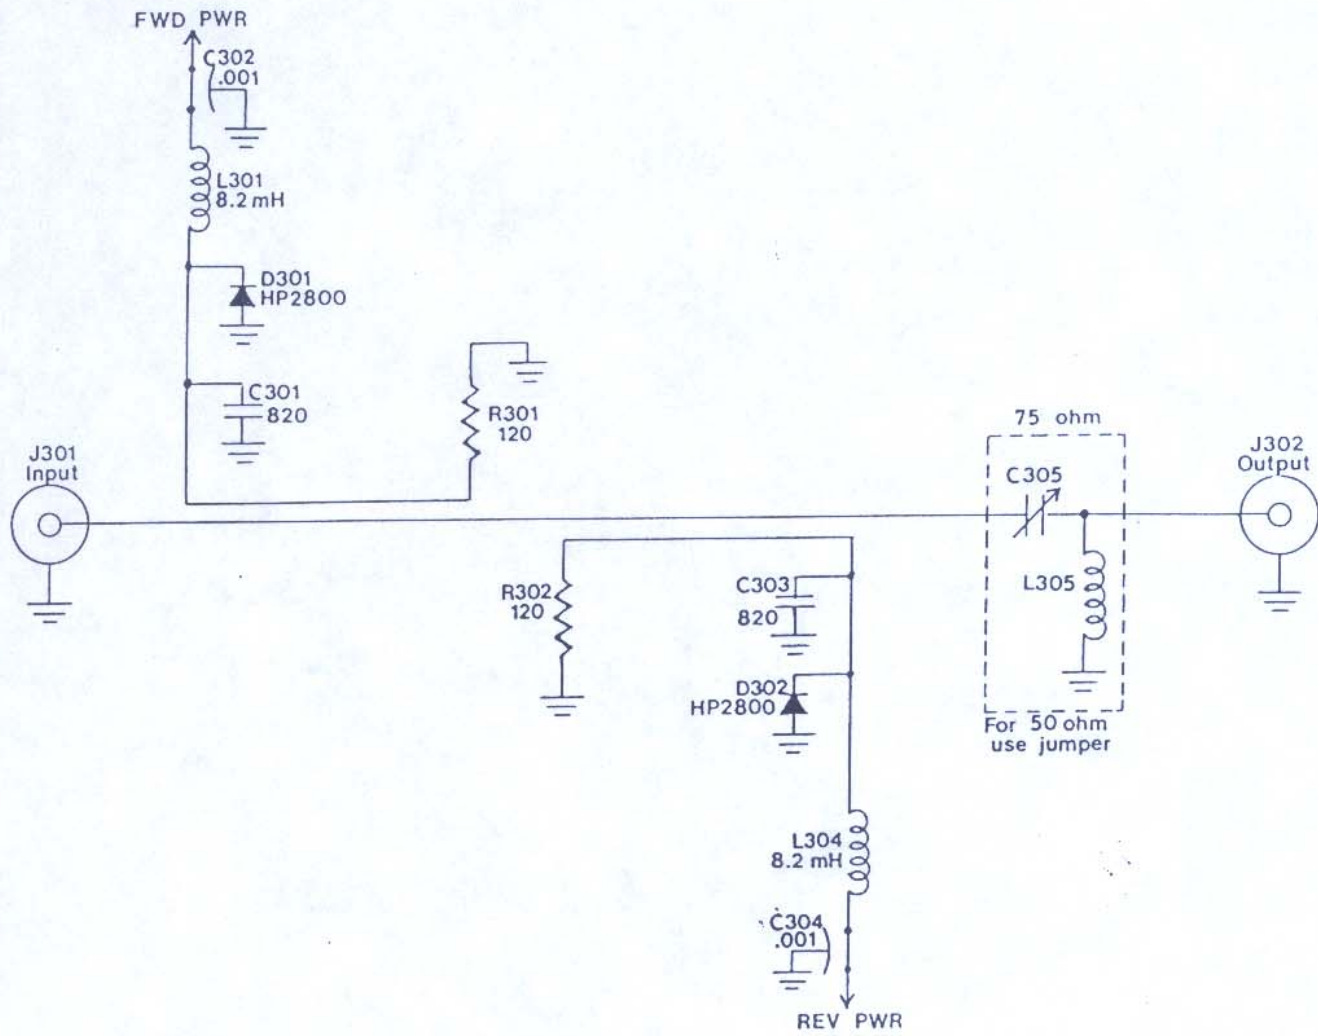 FWD PWR
C302
.001
L301
8.2 mH
D301
HP2800
C301
820
R301
120
J301
Input
75 ohm
C305
J302
Output
L305
R302
120
C303
820
D302
HP2800
For 50 ohm
use jumper
L304
8.2 mH
C304
.001
REV PWR